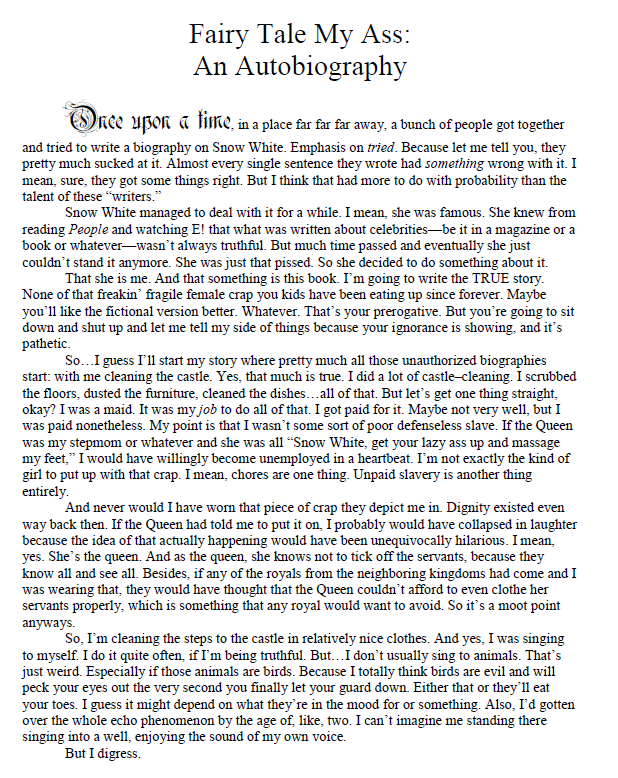 Fairy Tale My Ass:
An Autobiography
Once upon a time, in a place far far far away, a bunch of people got together
and tried to write a biography on Snow White. Emphasis on tried. Because let me tell you, they
pretty much sucked at it. Almost every single sentence they wrote had something wrong with it. I
mean, sure, they got some things right. But I think that had more to do with probability than the
talent of these “writers.”
Snow White managed to deal with it for a while. I mean, she was famous. She knew from
reading People and watching E! that what was written about celebrities—be it in a magazine or a
book or whatever—wasn’t always truthful. But much time passed and eventually she just
couldn’t stand it anymore. She was just that pissed. So she decided to do something about it.
That she is me. And that something is this book. I’m going to write the TRUE story.
None of that freakin’ fragile female crap you kids have been eating up since forever. Maybe
you’ll like the fictional version better. Whatever. That’s your prerogative. But you’re going to sit
down and shut up and let me tell my side of things because your ignorance is showing, and it’s
pathetic.
So…I guess I’ll start my story where pretty much all those unauthorized biographies
start: with me cleaning the castle. Yes, that much is true. I did a lot of castle–cleaning. I scrubbed
the floors, dusted the furniture, cleaned the dishes…all of that. But let’s get one thing straight,
okay? I was a maid. It was my job to do all of that. I got paid for it. Maybe not very well, but I
was paid nonetheless. My point is that I wasn’t some sort of poor defenseless slave. If the Queen
was my stepmom or whatever and she was all “Snow White, get your lazy ass up and massage
my feet,” I would have willingly become unemployed in a heartbeat. I’m not exactly the kind of
girl to put up with that crap. I mean, chores are one thing. Unpaid slavery is another thing
entirely.
And never would I have worn that piece of crap they depict me in. Dignity existed even
way back then. If the Queen had told me to put it on, I probably would have collapsed in laughter
because the idea of that actually happening would have been unequivocally hilarious. I mean,
yes. She’s the queen. And as the queen, she knows not to tick off the servants, because they
know all and see all. Besides, if any of the royals from the neighboring kingdoms had come and I
was wearing that, they would have thought that the Queen couldn’t afford to even clothe her
servants properly, which is something that any royal would want to avoid. So it’s a moot point
anyways.
So, I’m cleaning the steps to the castle in relatively nice clothes. And yes, I was singing
to myself. I do it quite often, if I’m being truthful. But…I don’t usually sing to animals. That’s
just weird. Especially if those animals are birds. Because I totally think birds are evil and will
peck your eyes out the very second you finally let your guard down. Either that or they’ll eat
your toes. I guess it might depend on what they’re in the mood for or something. Also, I’d gotten
over the whole echo phenomenon by the age of, like, two. I can’t imagine me standing there
singing into a well, enjoying the sound of my own voice.
But I digress.